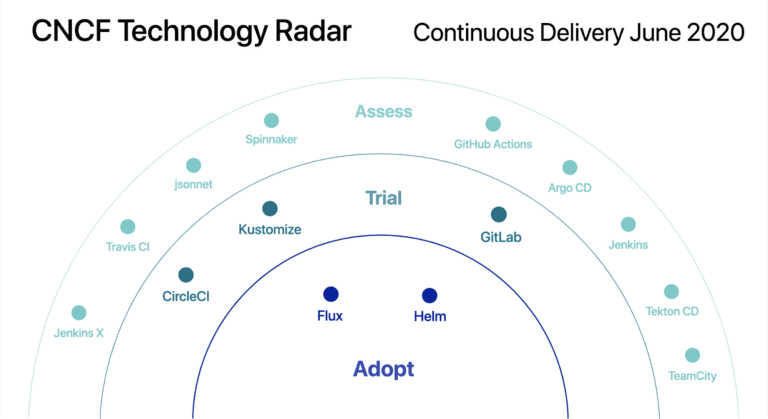 CNCF Technology Radar
Continuous Delivery June 2020
Assess
Spinnaker
GitHub Actions
jsonnet
Argo CD
Trial
Kustomize
GitLab
Travis CI
Jenkins
CircleCI
Flux
Helm
Tekton CD
Jenkins X
Adopt
TeamCity